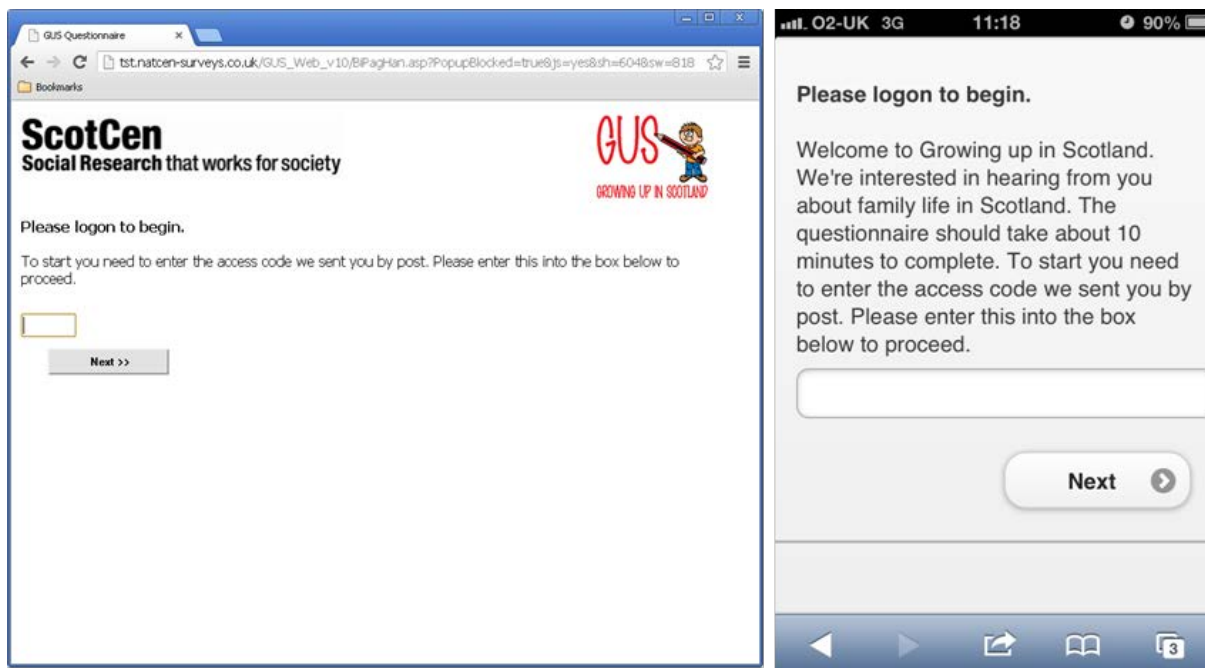 GUS Questionnaire
tst.natcen-surveys.co.uk/GUS_Web_v10/BiPagHan.asp?PopupBlocked=true&js=yes&sh=604&sw=818
Bookmarks
ScotCen
Social Research that works for society
GUS
GROWING UP IN SCOTLAND
Please logon to begin.
To start you need to enter the access code we sent you by post. Please enter this into the box below to
proceed.
Next >>
O2-UK 3G 11:18 90%
Please logon to begin.
Welcome to Growing up in Scotland.
We're interested in hearing from you
about family life in Scotland. The
questionnaire should take about 10
minutes to complete. To start you need
to enter the access code we sent you by
post. Please enter this into the box
below to proceed.
Next
3